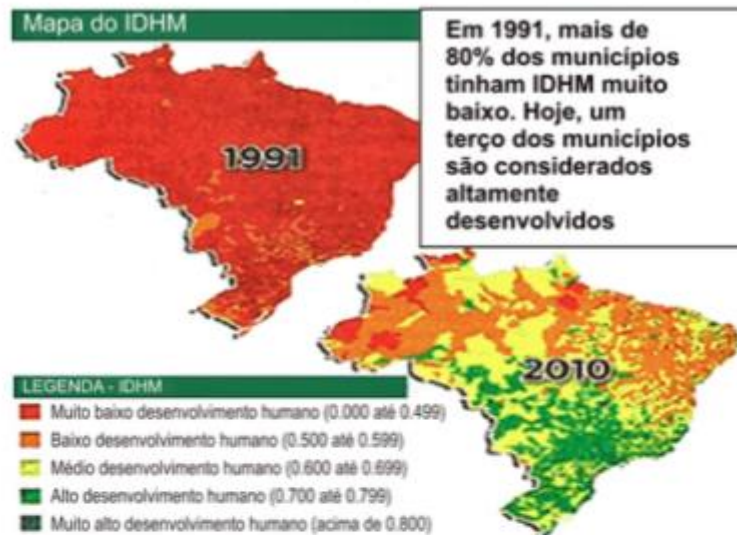 Mapa do IDHM
Em 1991, mais de
80% dos municípios
tinham IDHM muito
baixo. Hoje, um
terço dos municípios
são considerados
altamente
desenvolvidos
1991
2010
LEGENDA - IDHM
Muito baixo desenvolvimento humano (0.000 até 0.499)
Baixo desenvolvimento humano (0.500 até 0.599)
Médio desenvolvimento humano (0.600 até 0.699)
Alto desenvolvimento humano (0.700 até 0.799)
Muito alto desenvolvimento humano (acima de 0.800)